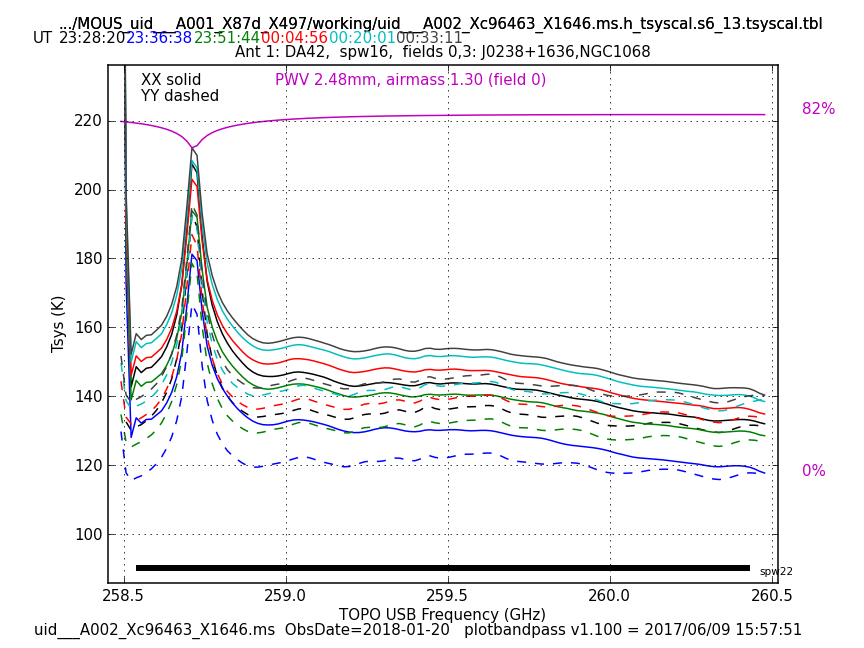 .../MOUS_uid___A001_X87d_X497/working/uid___A002_Xc96463_X1646.ms.h_tsyscal.s6_13.tsyscal.tbl
UT 23:28:20 23:36:38 23:51:44 00:04:56 00:20:01 00:33:11
Ant 1: DA42, spw16, fields 0,3: J0238+1636,NGC1068
XX solid PWV 2.48mm, airmass 1.30 (field 0)
YY dashed
82%
220
200
180
160
140
120
100
Tsys (K)
0%
spw22
258.5 259.0 259.5 260.0 260.5
TOPO USB Frequency (GHz)
uid___A002_Xc96463_X1646.ms ObsDate=2018-01-20 plotbandpass v1.100 = 2017/06/09 15:57:51